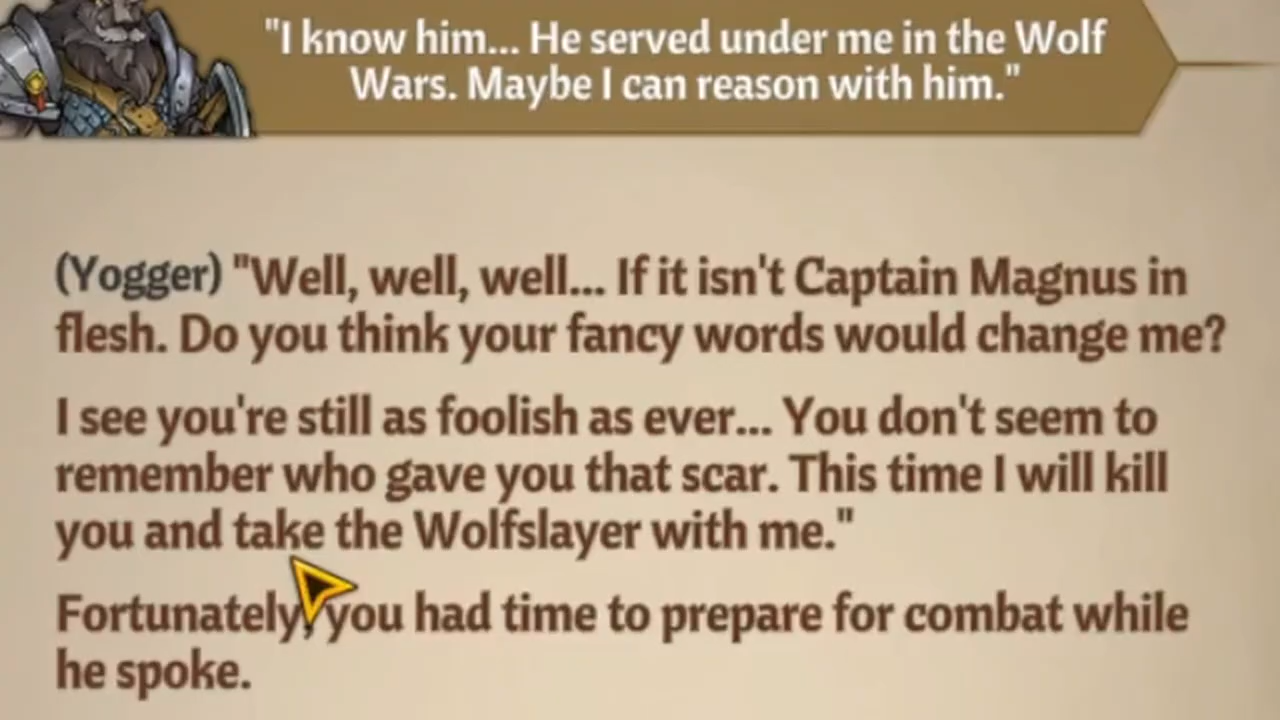 "I know him... He served under me in the Wolf
Wars. Maybe I can reason with him."
(Yogger) "Well, well, well... If it isn't Captain Magnus in
flesh. Do you think your fancy words would change me?
I see you're still as foolish as ever... You don't seem to
remember who gave you that scar. This time I will kill
you and take the Wolfslayer with me."
Fortunately, you had time to prepare for combat while
he spoke.